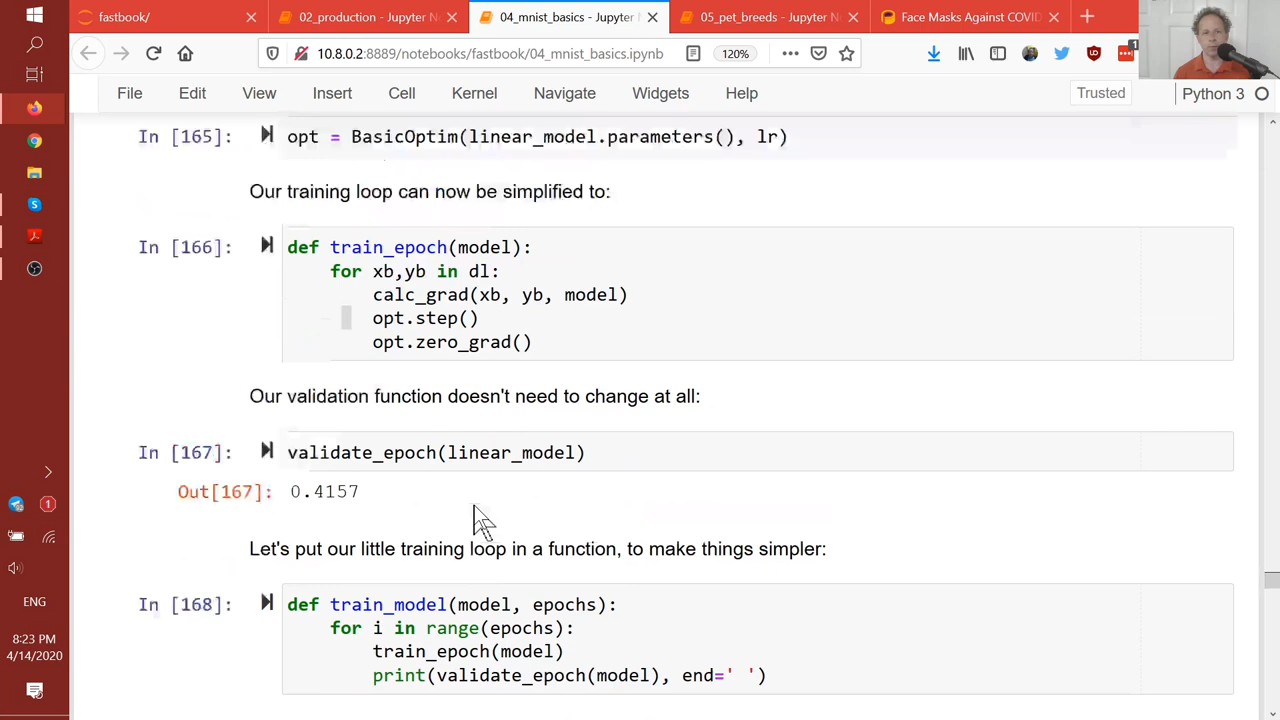 fastbook/
02_production - Jupyter N
04_mnist_basics - Jupyter N
05_pet_breeds - Jupyter N
Face Masks Against COVID
10.8.0.2:8889/notebooks/fastbook/04_mnist_basics.ipynb
120%
1
File Edit View Insert Cell Kernel Navigate Widgets Help
Trusted
Python 3
In [165]:
opt = BasicOptim(linear_model.parameters(), lr)
Our training loop can now be simplified to:
In [166]:
def train_epoch(model):
for xb,yb in dl:
calc_grad(xb, yb, model)
opt.step()
opt.zero_grad()
Our validation function doesn't need to change at all:
In [167]:
validate_epoch(linear_model)
Out[167]:
0.4157
Let's put our little training loop in a function, to make things simpler:
In [168]:
def train_model(model, epochs):
for i in range(epochs):
train_epoch(model)
print(validate_epoch(model), end=' ')
1
ENG
8:23 PM
4/14/2020